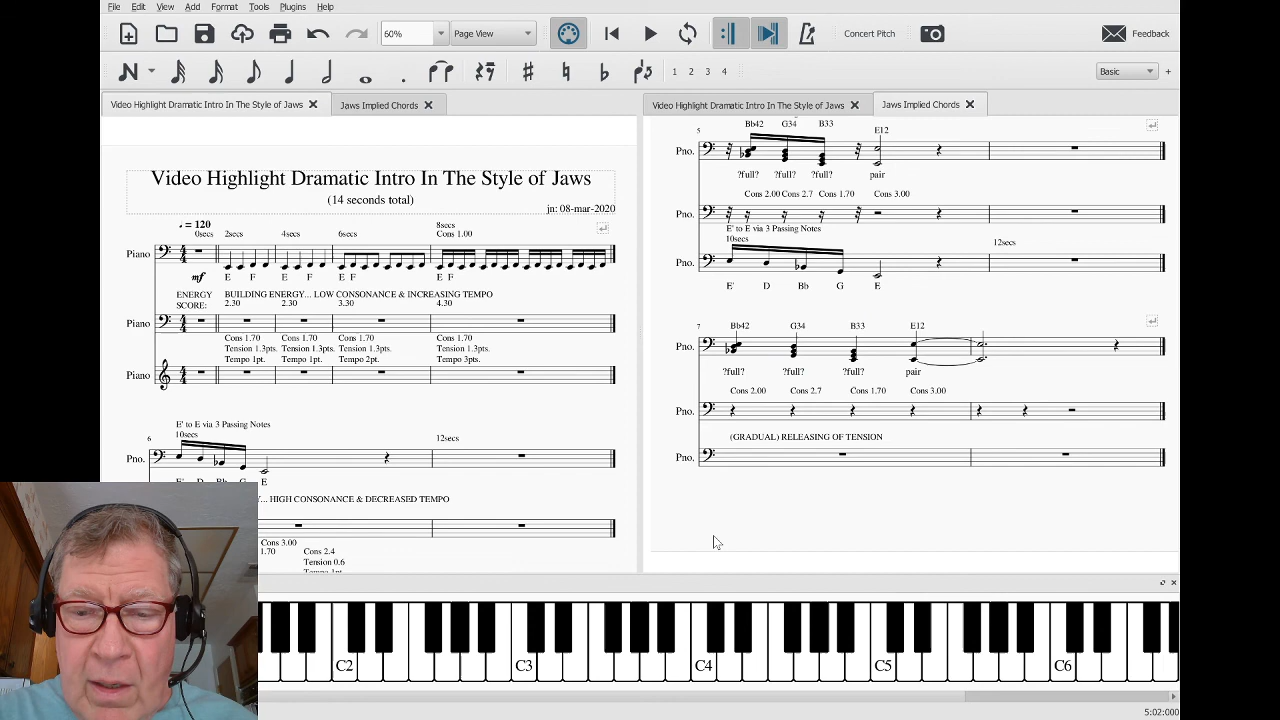 File Edit View Add Format Tools Plugins Help
60% Page View Concert Pitch Feedback
1 2 3 4 Basic +
Video Highlight Dramatic Intro In The Style of Jaws
Jaws Implied Chords
Video Highlight Dramatic Intro In The Style of Jaws
Jaws Implied Chords
Video Highlight Dramatic Intro In The Style of Jaws
(14 seconds total)
jn: 08-mar-2020
= 120
0secs 2secs 4secs 6secs 8secs
Cons 1.00
Piano
mf
E F E F E F E F
ENERGY SCORE:
BUILDING ENERGY... LOW CONSONANCE & INCREASING TEMPO
2.30 2.30 3.30 4.30
Piano
Cons 1.70 Cons 1.70 Cons 1.70 Cons 1.70
Tension 1.3pts. Tension 1.3pts. Tension 1.3pts. Tension 1.3pts.
Tempo 1pt. Tempo 1pt. Tempo 2pt. Tempo 3pts.
Piano
E' to E via 3 Passing Notes
10secs 12secs
6
Pno.
E' D Bb G E
HIGH CONSONANCE & DECREASED TEMPO
Cons 3.00
1.70 Cons 2.4
Tension 0.6
Tempo 1pt
5
Bb42 G34 B33 E12
Pno.
?full? ?full? ?full? pair
Cons 2.00 Cons 2.7 Cons 1.70 Cons 3.00
Pno.
E' to E via 3 Passing Notes
10secs 12secs
Pno.
E' D Bb G E
7
Bb42 G34 B33 E12
Pno.
?full? ?full? ?full? pair
Cons 2.00 Cons 2.7 Cons 1.70 Cons 3.00
Pno.
(GRADUAL) RELEASING OF TENSION
Pno.
C2 C3 C4 C5 C6
5:02:000